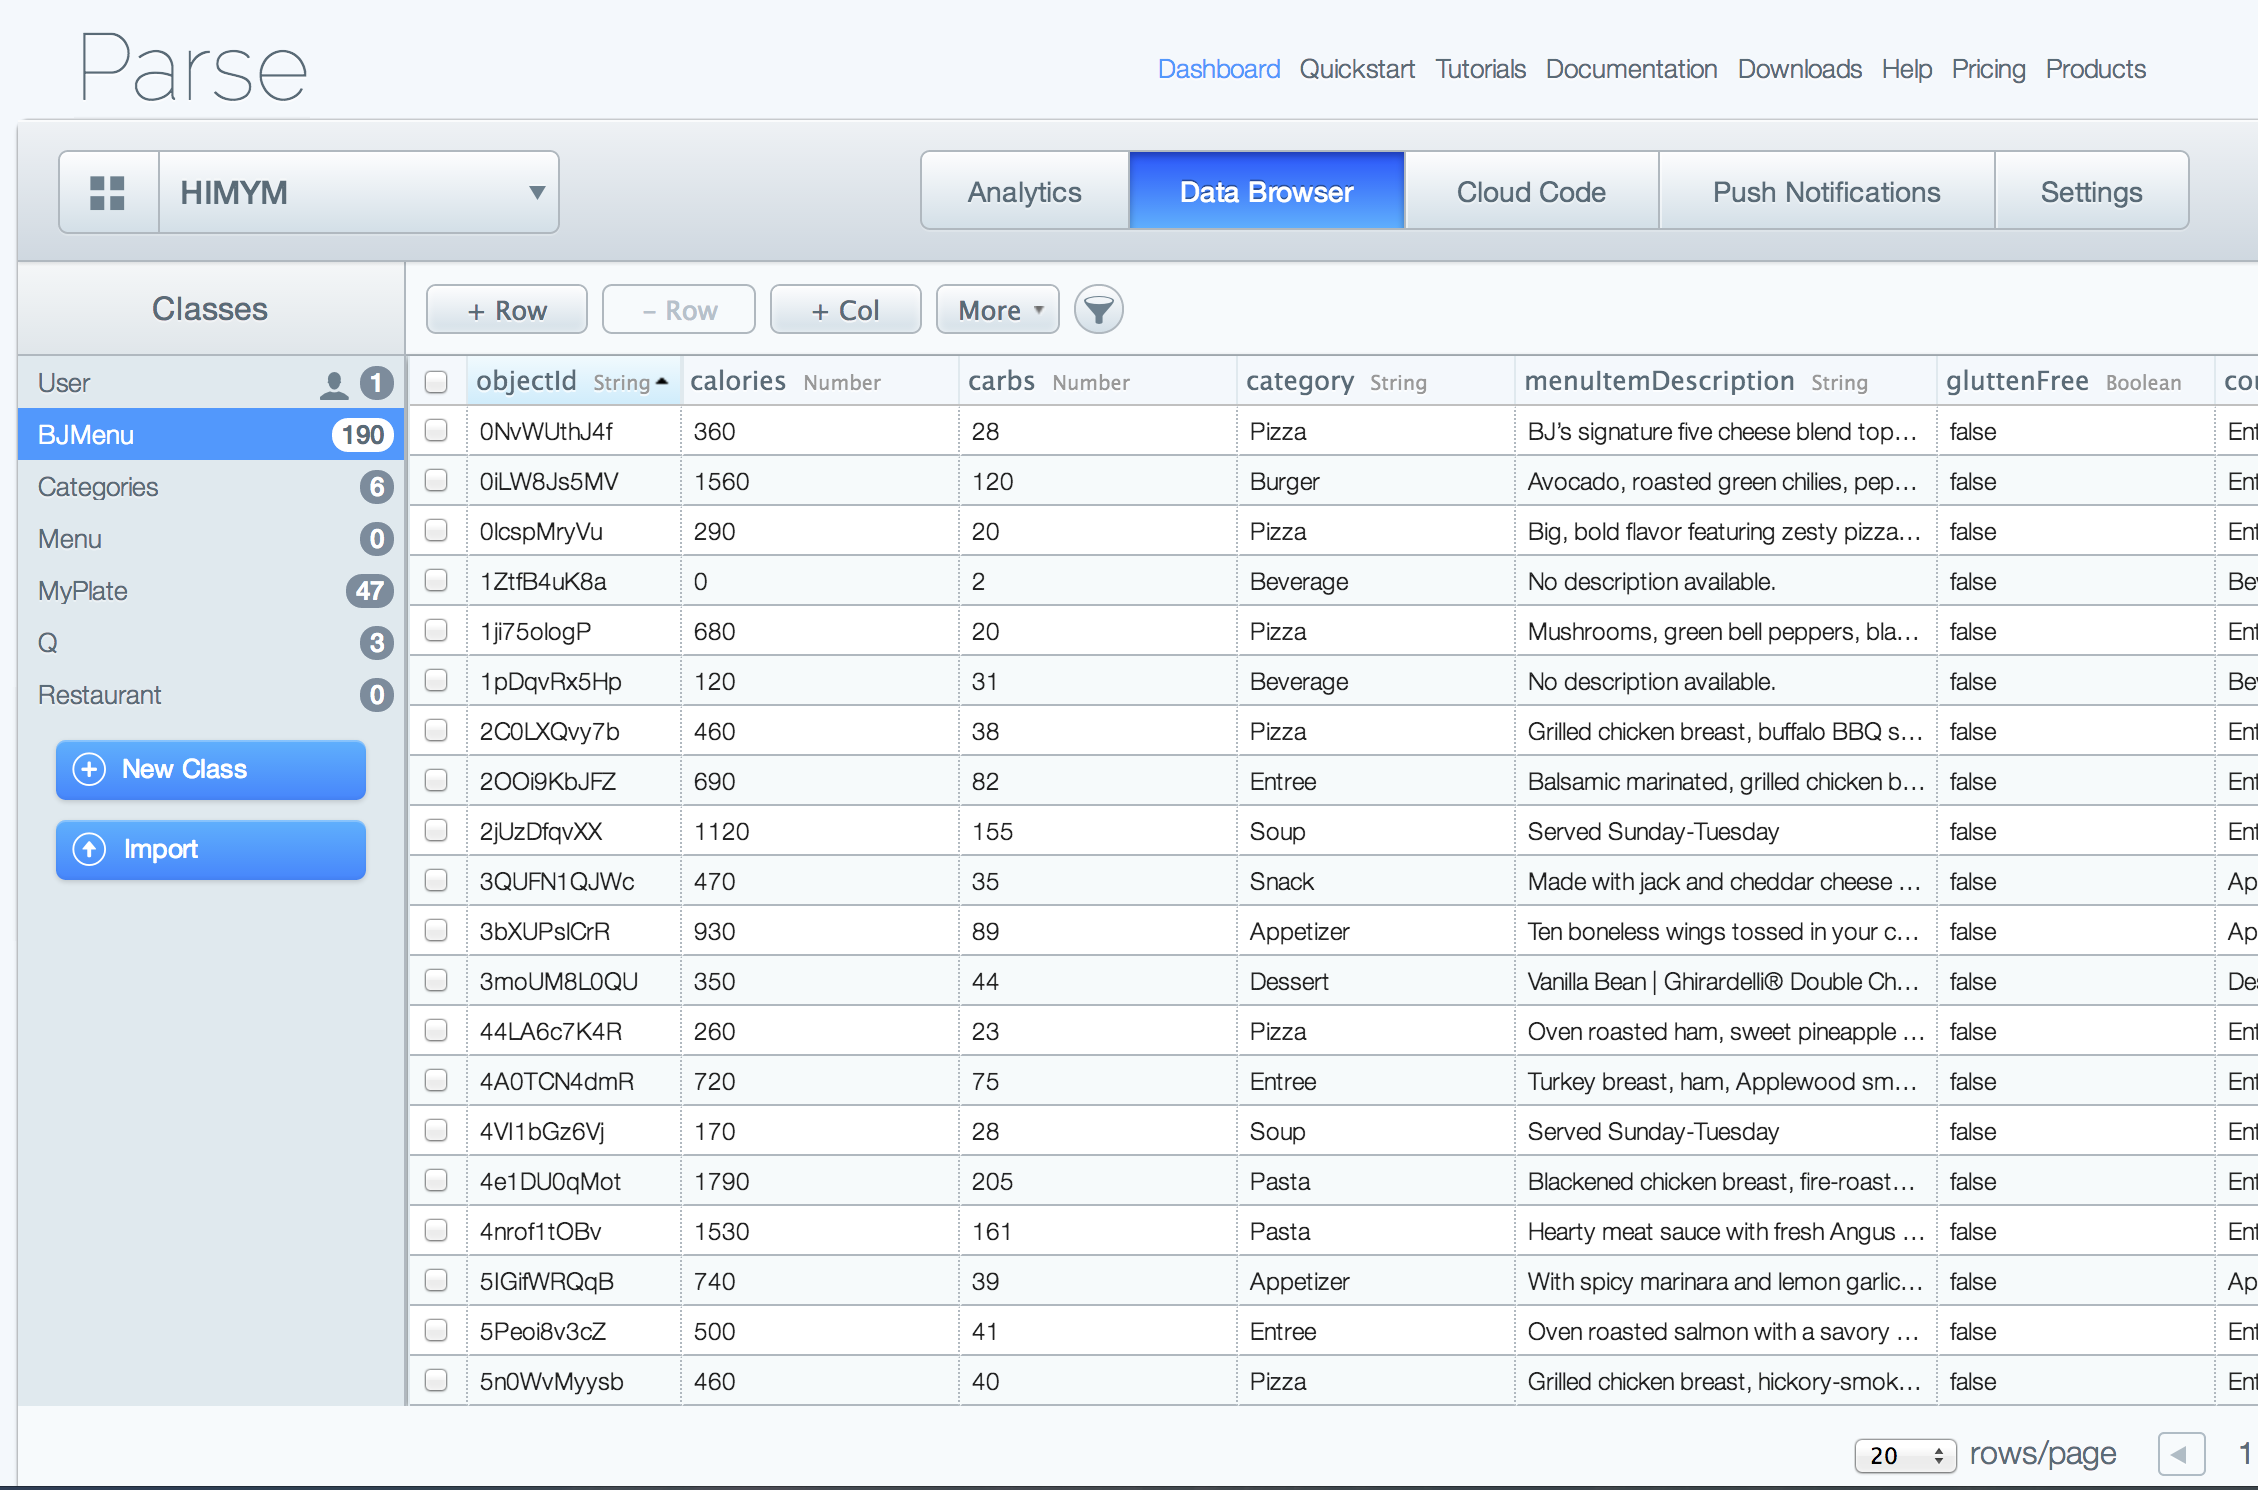 Parse
Dashboard Quickstart Tutorials Documentation Downloads Help Pricing Products
HIMYM
Analytics Data Browser Cloud Code Push Notifications Settings
Classes
+ Row – Row + Col More
User 1
BJMenu 190
Categories 6
Menu 0
MyPlate 47
Q 3
Restaurant 0
New Class
Import
objectId String calories Number carbs Number category String menuItemDescription String gluttenFree Boolean cou
0NvWUthJ4f 360 28 Pizza BJ's signature five cheese blend top… false Ent
0iLW8Js5MV 1560 120 Burger Avocado, roasted green chilies, pep… false Ent
0lcspMryVu 290 20 Pizza Big, bold flavor featuring zesty pizza… false Ent
1ZtfB4uK8a 0 2 Beverage No description available. false Bev
1ji75ologP 680 20 Pizza Mushrooms, green bell peppers, bla… false Ent
1pDqvRx5Hp 120 31 Beverage No description available. false Bev
2C0LXQvy7b 460 38 Pizza Grilled chicken breast, buffalo BBQ s… false Ent
2OOi9KbJFZ 690 82 Entree Balsamic marinated, grilled chicken b… false Ent
2jUzDfqvXX 1120 155 Soup Served Sunday-Tuesday false Ent
3QUFN1QJWc 470 35 Snack Made with jack and cheddar cheese … false Ap
3bXUPslCrR 930 89 Appetizer Ten boneless wings tossed in your c… false Ap
3moUM8L0QU 350 44 Dessert Vanilla Bean | Ghirardelli® Double Ch… false Des
44LA6c7K4R 260 23 Pizza Oven roasted ham, sweet pineapple … false Ent
4A0TCN4dmR 720 75 Entree Turkey breast, ham, Applewood sm… false Ent
4VI1bGz6Vj 170 28 Soup Served Sunday-Tuesday false Ent
4e1DU0qMot 1790 205 Pasta Blackened chicken breast, fire-roast… false Ent
4nrof1tOBv 1530 161 Pasta Hearty meat sauce with fresh Angus … false Ent
5IGifWRQqB 740 39 Appetizer With spicy marinara and lemon garlic… false Ap
5Peoi8v3cZ 500 41 Entree Oven roasted salmon with a savory … false Ent
5n0WvMyysb 460 40 Pizza Grilled chicken breast, hickory-smok… false Ent
20 rows/page 1